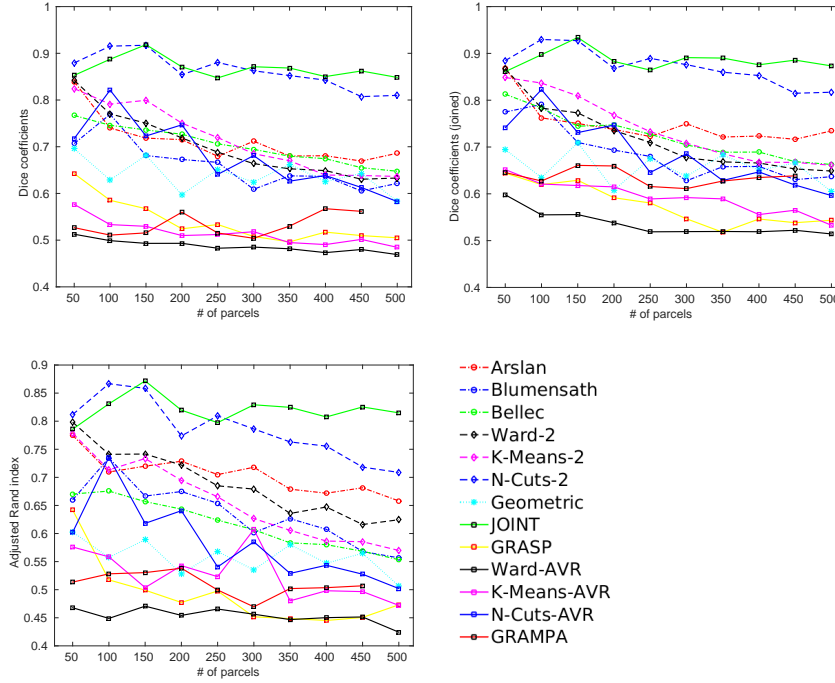 1
0.9
0.8
0.7
0.6
0.5
0.4
Dice coefficients
50 100 150 200 250 300 350 400 450 500
# of parcels
1
0.9
0.8
0.7
0.6
0.5
0.4
Dice coefficients (joined)
50 100 150 200 250 300 350 400 450 500
# of parcels
0.9
0.85
0.8
0.75
0.7
0.65
0.6
0.55
0.5
0.45
0.4
Adjusted Rand index
50 100 150 200 250 300 350 400 450 500
# of parcels
Arslan
Blumensath
Bellec
Ward-2
K-Means-2
N-Cuts-2
Geometric
JOINT
GRASP
Ward-AVR
K-Means-AVR
N-Cuts-AVR
GRAMPA